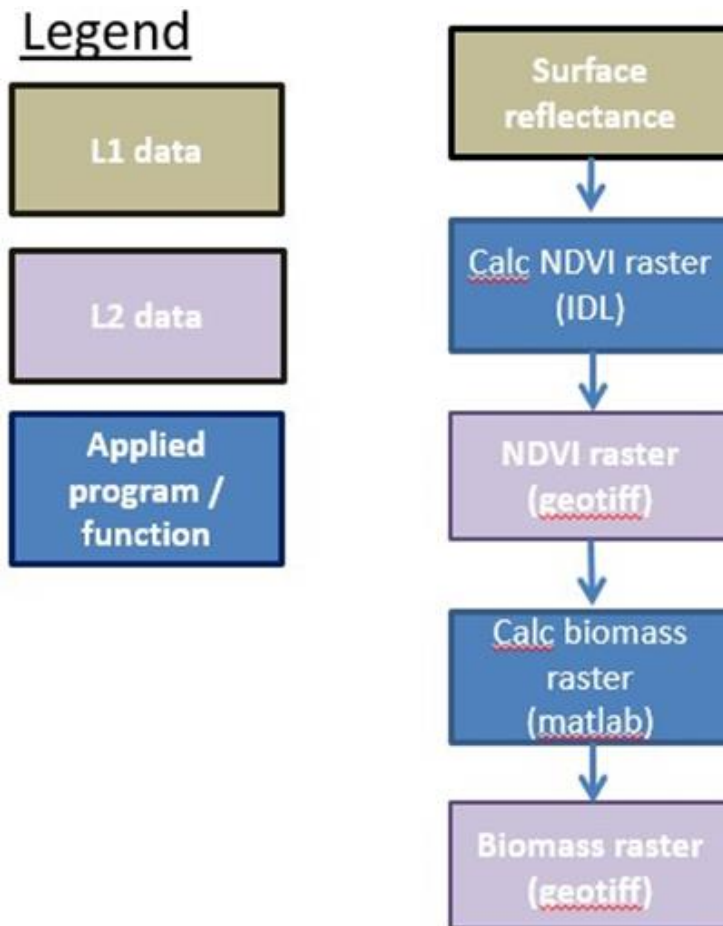 Legend
L1 data
L2 data
Applied
program /
function
Surface
reflectance
Calc NDVI raster
(IDL)
NDVI raster
(geotiff)
Calc biomass
raster
(matlab)
Biomass raster
(geotiff)